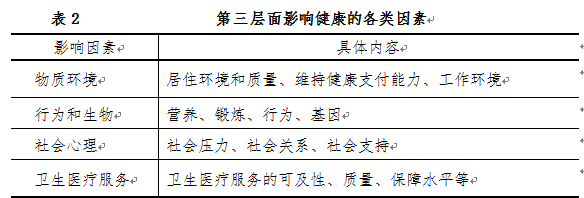 表 2 第三层面影响健康的各类因素
影响因素 具体内容
物质环境 居住环境和质量、维持健康支付能力、工作环境
行为和生物 营养、锻炼、行为、基因
社会心理 社会压力、社会关系、社会支持
卫生医疗服务 卫生医疗服务的可及性、质量、保障水平等